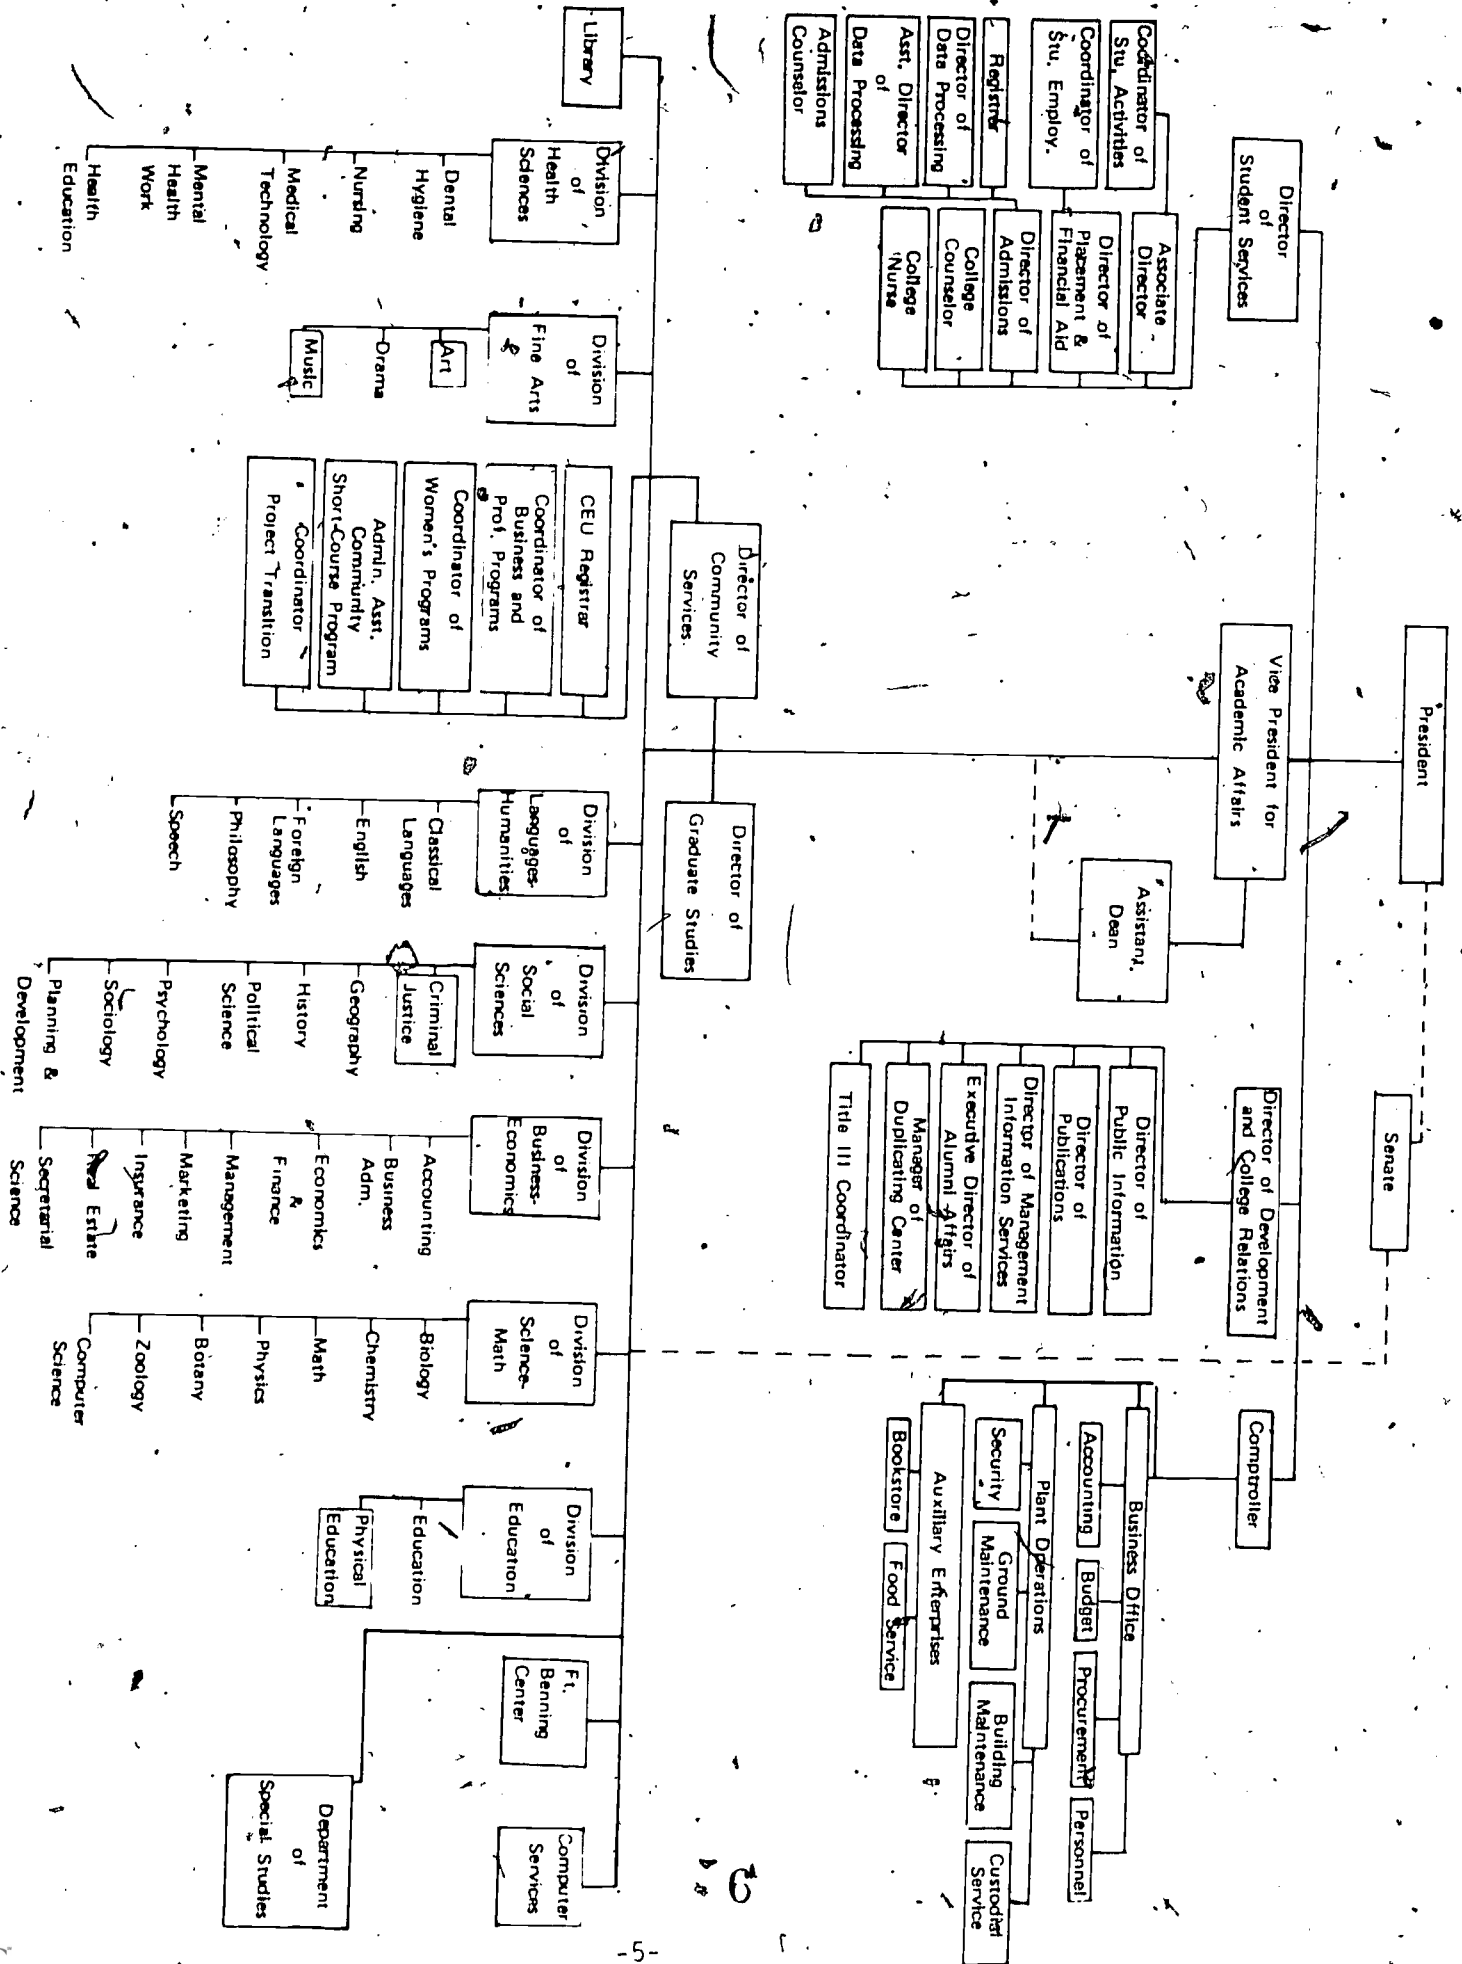 President
Senate
Vice President for
Academic Affairs
Assistant
Dean
Director
of
Student Services
Associate
Director
Director of
Placement &
Financial Aid
Director of
Admissions
College
Counselor
College
Nurse
Coordinator of
Stu. Activities
Coordinator of
Stu. Employ.
Registrar
Director of
Data Processing
Asst. Director
of
Data Processing
Admissions
Counselor
Director of Development
and College Relations
Director of
Public Information
Director of
Publications
Director of Management
Information Services
Executive Director of
Alumni Affairs
Manager of
Duplicating Center
Title III Coordinator
Comptroller
Business Office
Accounting
Budget
Procurement
Personnel
Plant Operations
Security
Ground
Maintenance
Building
Maintenance
Custodial
Service
Auxiliary Enterprises
Bookstore
Food Service
Director of
Community
Services
Director of
Graduate Studies
CEU Registrar
Coordinator of
Business and
Prof. Programs
Coordinator of
Women's Programs
Admin. Asst.
Community
Short-Course Program
Coordinator
Project Transition
Library
Division
of
Health
Sciences
Dental
Hygiene
Nursing
Medical
Technology
Mental
Health
Work
Health
Education
Division
of
Fine Arts
Art
Drama
Music
Division
of
Languages-
Humanities
Classical
Languages
English
Foreign
Languages
Philosophy
Speech
Division
of
Social
Sciences
Criminal
Justice
Geography
History
Political
Science
Psychology
Sociology
Planning &
Development
Division
of
Business-
Economics
Accounting
Business
Adm.
Economics
&
Finance
Management
Marketing
Insurance
Real Estate
Secretarial
Science
Division
of
Science-
Math
Biology
Chemistry
Math
Physics
Botany
Zoology
Computer
Science
Division
of
Education
Education
Physical
Education
Ft.
Benning
Center
Computer
Services
Department
of
Special Studies
-5-